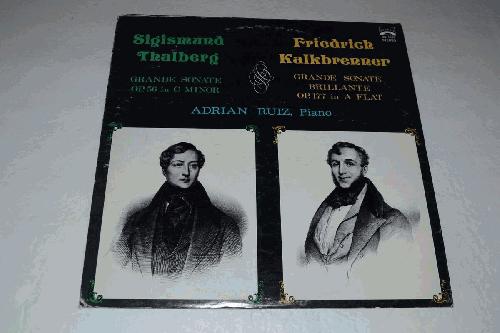 Sigismund
Thalberg
GRANDE SONATE
OP. 56 in C MINOR
Friedrich
Kalkbrenner
GRANDE SONATE
BRILLANTE
OP. 177 in A FLAT
ADRIAN RUIZ, Piano